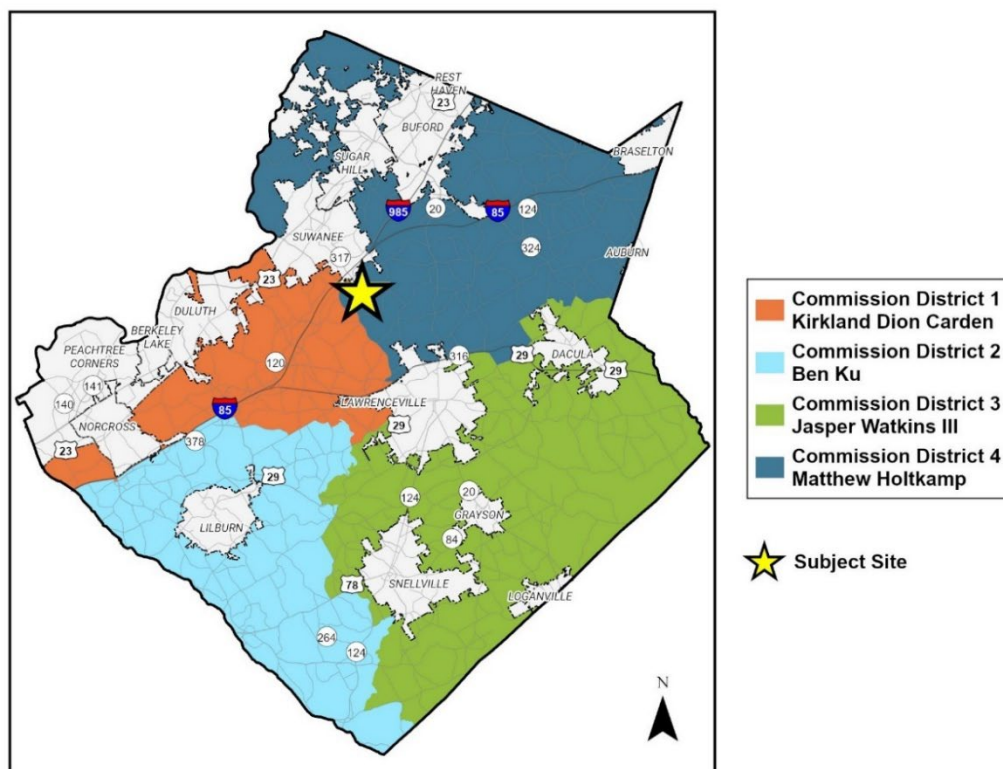 REST
HAVEN
23
BUFORD
BRASELTON
SUGAR
HILL
985
20
85
124
SUWANEE
324
317
AUBURN
23
DULUTH
BERKELEY
LAKE
PEACHTREE
CORNERS
120
316
29
DACULA
29
141
140
LAWRENCEVILLE
NORCROSS
85
29
23
378
29
124
20
GRAYSON
LILBURN
84
78
SNELLVILLE
LOGANVILLE
264
124
N
Commission District 1
Kirkland Dion Carden
Commission District 2
Ben Ku
Commission District 3
Jasper Watkins III
Commission District 4
Matthew Holtkamp
Subject Site